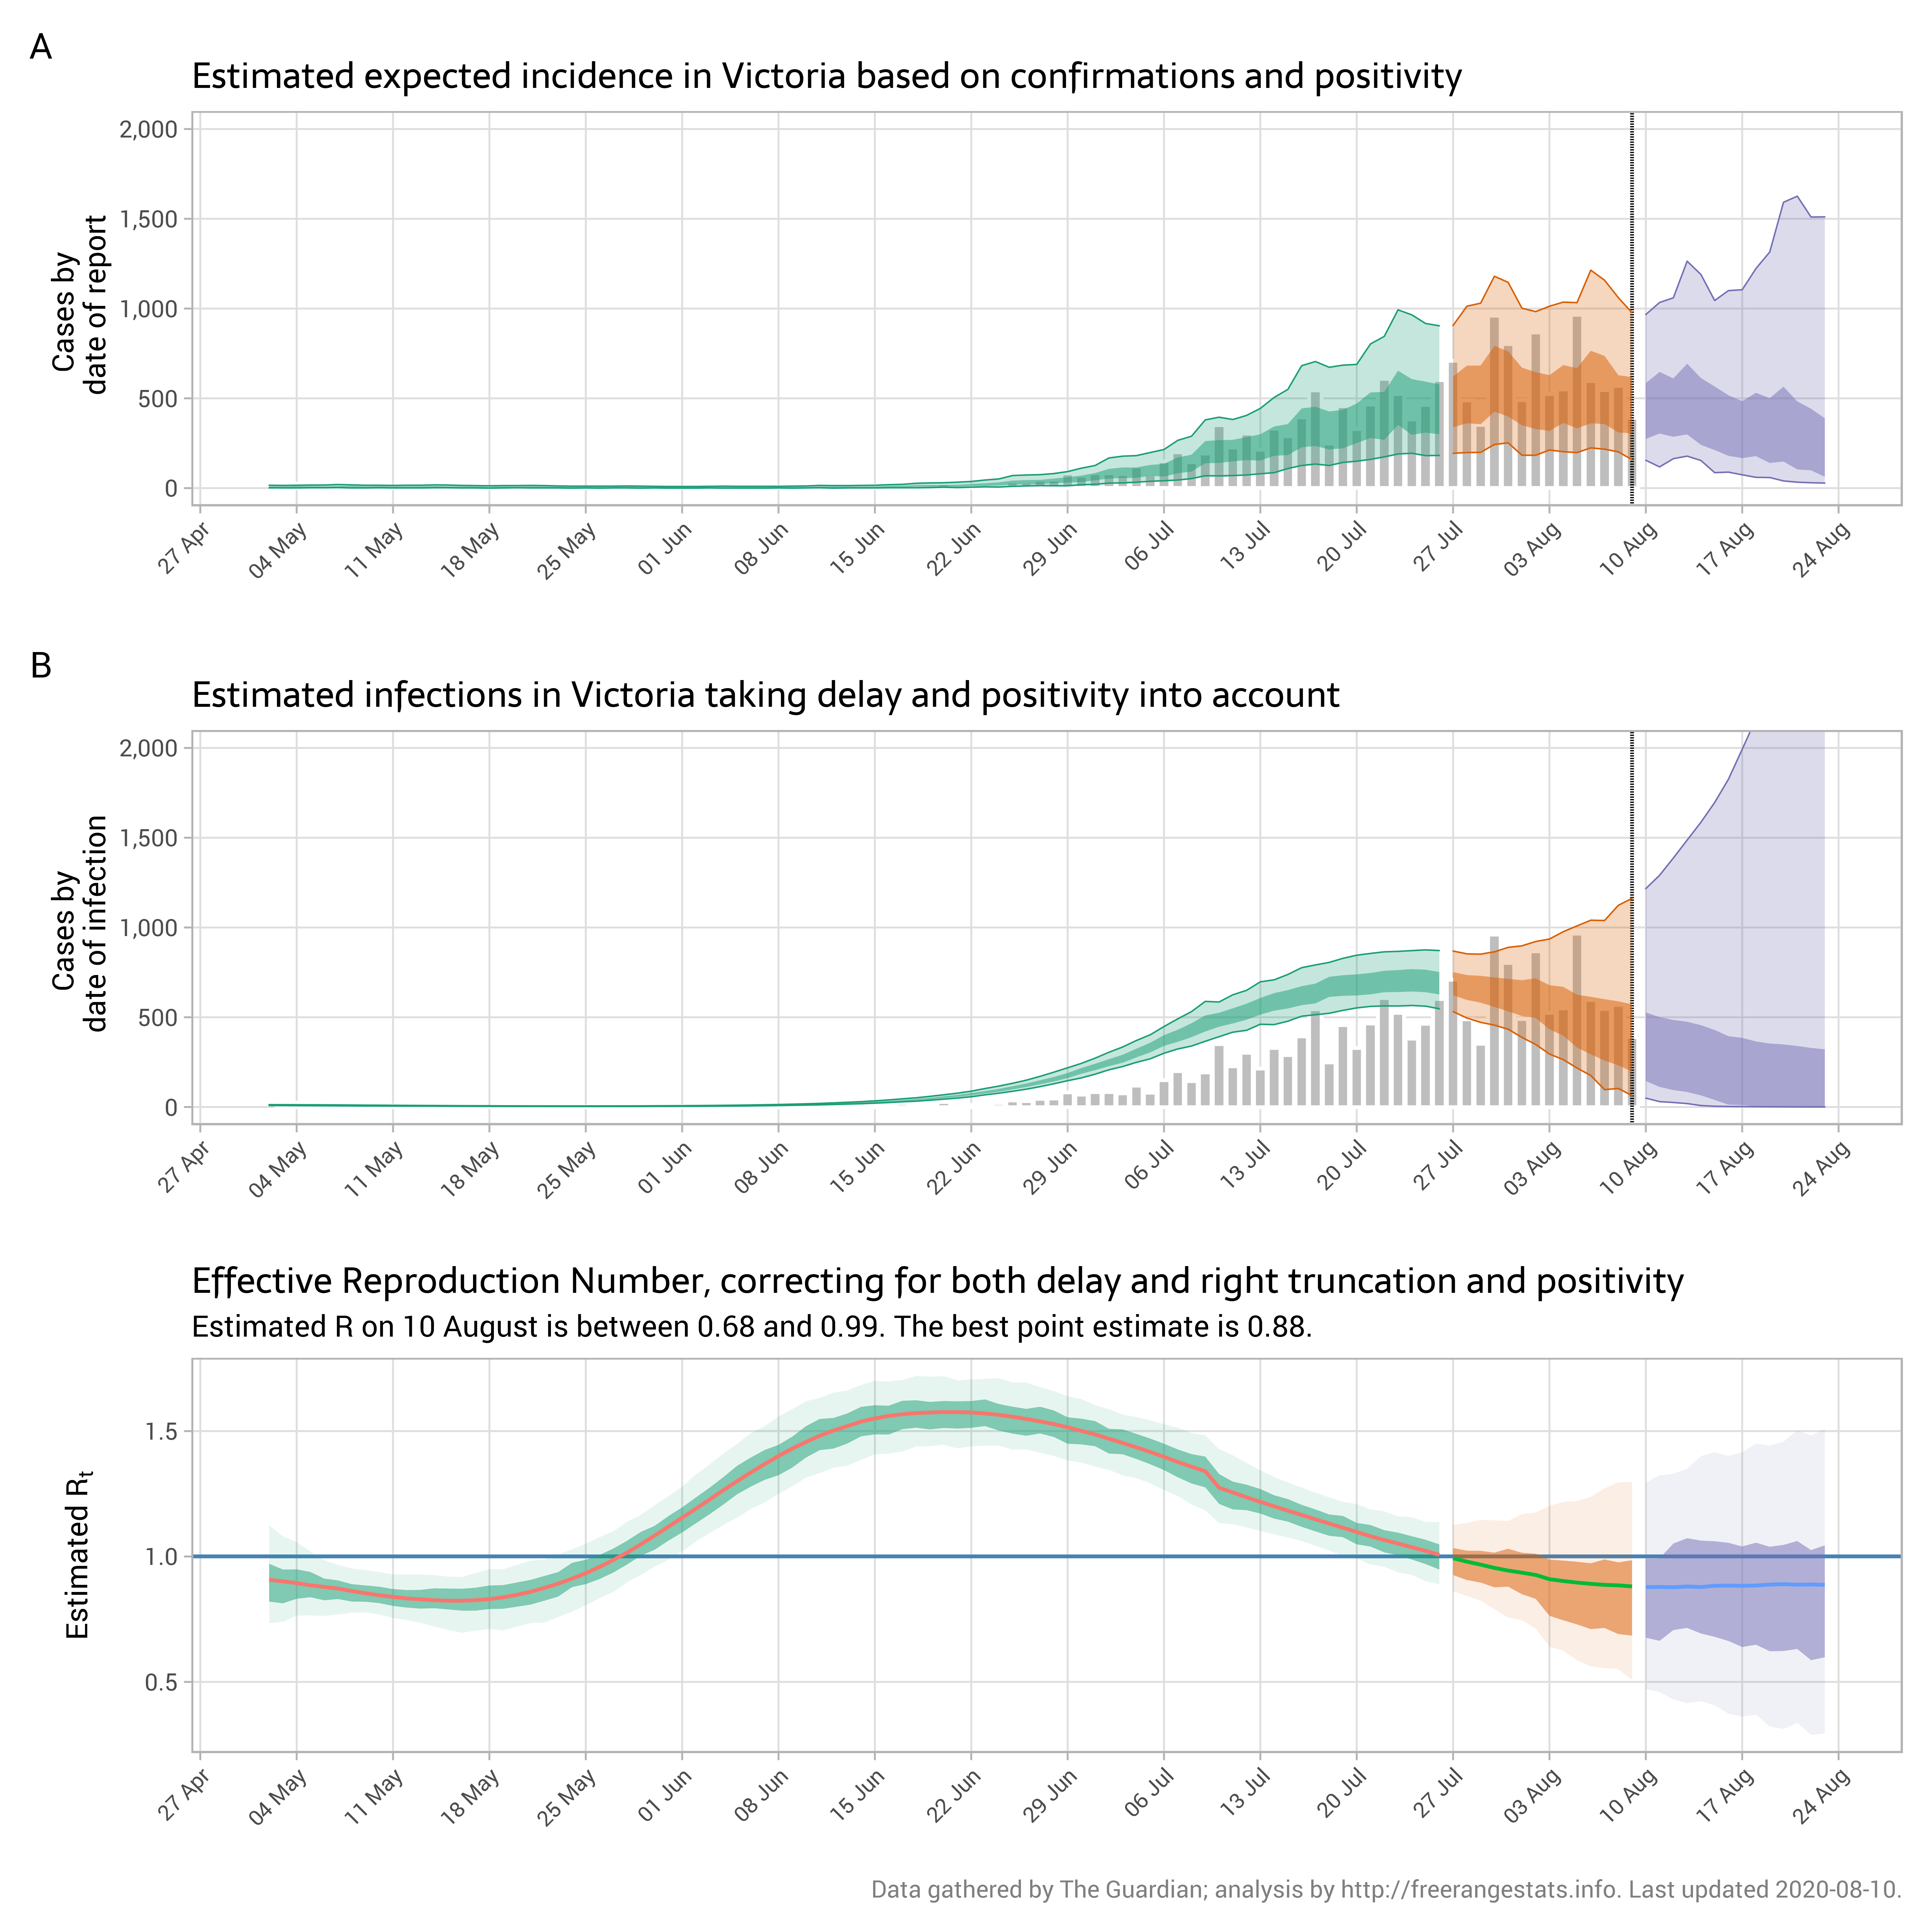 A
Estimated expected incidence in Victoria based on confirmations and positivity
Cases by
date of report
2,000
1,500
1,000
500
0
27 Apr
04 May
11 May
18 May
25 May
01 Jun
08 Jun
15 Jun
22 Jun
29 Jun
06 Jul
13 Jul
20 Jul
27 Jul
03 Aug
10 Aug
17 Aug
24 Aug
B
Estimated infections in Victoria taking delay and positivity into account
Cases by
date of infection
2,000
1,500
1,000
500
0
27 Apr
04 May
11 May
18 May
25 May
01 Jun
08 Jun
15 Jun
22 Jun
29 Jun
06 Jul
13 Jul
20 Jul
27 Jul
03 Aug
10 Aug
17 Aug
24 Aug
Effective Reproduction Number, correcting for both delay and right truncation and positivity
Estimated R on 10 August is between 0.68 and 0.99. The best point estimate is 0.88.
Estimated Rt
1.5
1.0
0.5
27 Apr
04 May
11 May
18 May
25 May
01 Jun
08 Jun
15 Jun
22 Jun
29 Jun
06 Jul
13 Jul
20 Jul
27 Jul
03 Aug
10 Aug
17 Aug
24 Aug
Data gathered by The Guardian; analysis by http://freerangestats.info. Last updated 2020-08-10.